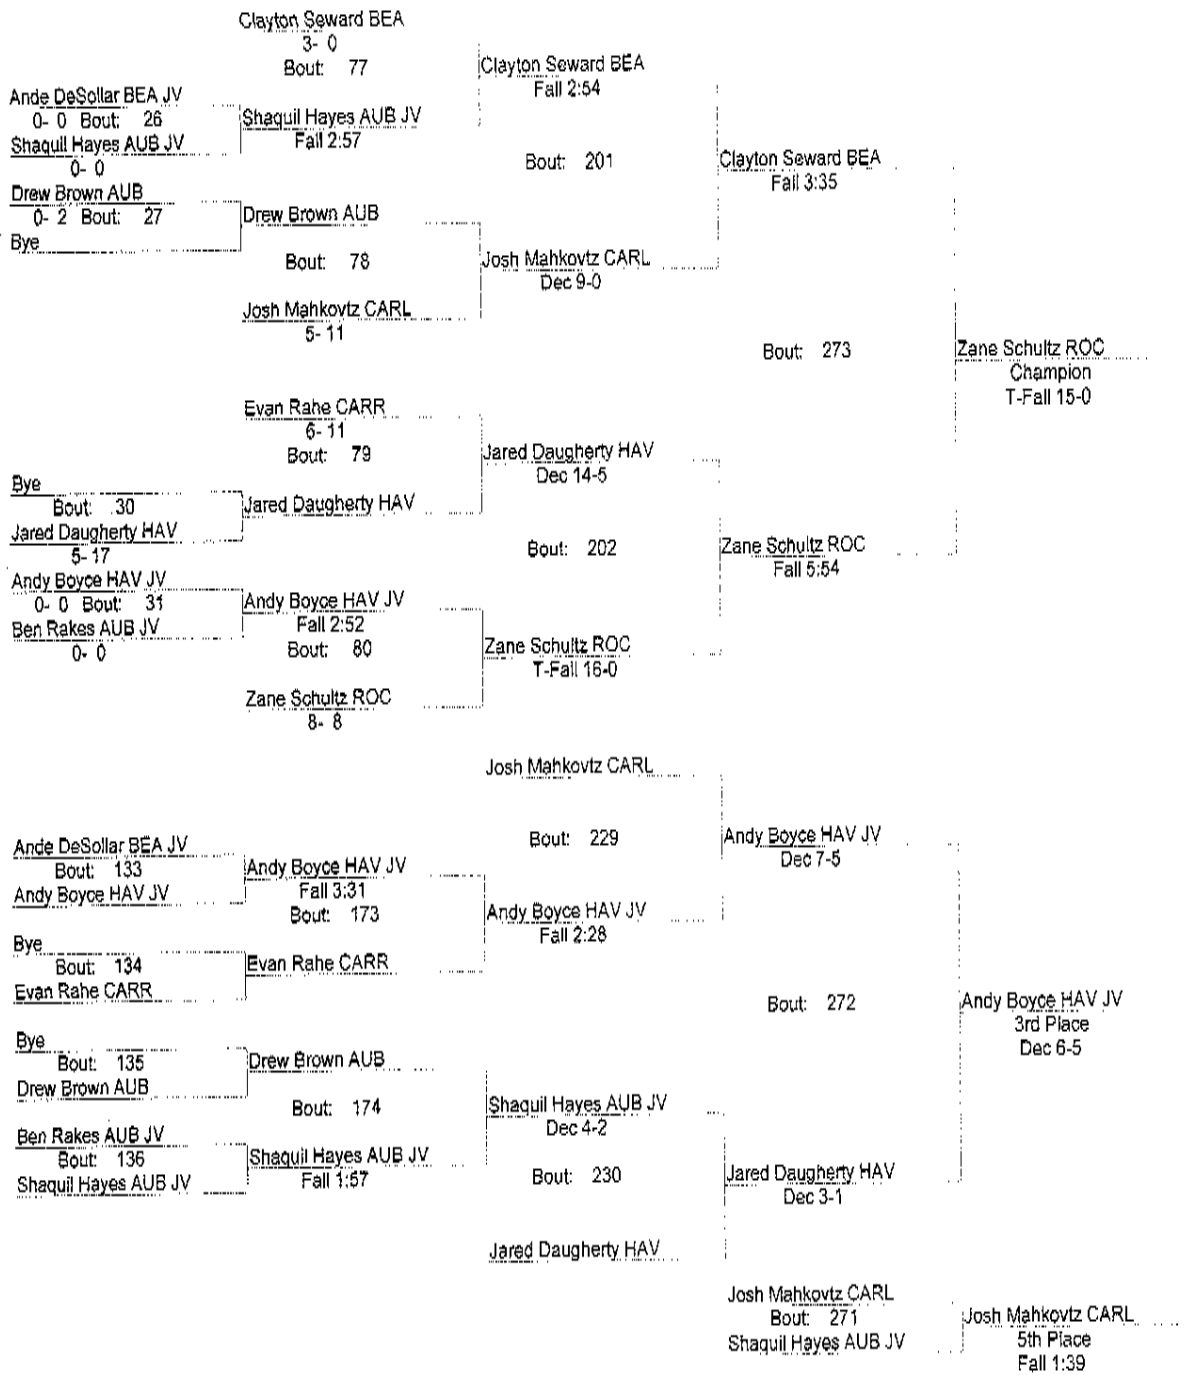 Clayton Seward BEA
3- 0
Bout: 77
Clayton Seward BEA
Fall 2:54
Ande DeSollar BEA JV
0- 0 Bout: 26
Shaquil Hayes AUB JV
0- 0
Shaquil Hayes AUB JV
Fall 2:57
Bout: 201
Clayton Seward BEA
Fall 3:35
Drew Brown AUB
0- 2 Bout: 27
Bye
Drew Brown AUB
Bout: 78
Josh Mahkovtz CARL
Dec 9-0
Josh Mahkovtz CARL
5- 11
Bout: 273
Zane Schultz ROC
Champion
T-Fall 15-0
Evan Rahe CARR
6- 11
Bout: 79
Jared Daugherty HAV
Dec 14-5
Bye
Bout: 30
Jared Daugherty HAV
5- 17
Jared Daugherty HAV
Bout: 202
Zane Schultz ROC
Fall 5:54
Andy Boyce HAV JV
0- 0 Bout: 31
Ben Rakes AUB JV
0- 0
Andy Boyce HAV JV
Fall 2:52
Bout: 80
Zane Schultz ROC
T-Fall 16-0
Zane Schultz ROC
8- 8
Josh Mahkovtz CARL
Bout: 229
Andy Boyce HAV JV
Dec 7-5
Ande DeSollar BEA JV
Bout: 133
Andy Boyce HAV JV
Andy Boyce HAV JV
Fall 3:31
Bout: 173
Andy Boyce HAV JV
Fall 2:28
Bye
Bout: 134
Evan Rahe CARR
Evan Rahe CARR
Bout: 272
Andy Boyce HAV JV
3rd Place
Dec 6-5
Bye
Bout: 135
Drew Brown AUB
Drew Brown AUB
Bout: 174
Shaquil Hayes AUB JV
Dec 4-2
Ben Rakes AUB JV
Bout: 136
Shaquil Hayes AUB JV
Shaquil Hayes AUB JV
Fall 1:57
Bout: 230
Jared Daugherty HAV
Dec 3-1
Jared Daugherty HAV
Josh Mahkovtz CARL
Bout: 271
Shaquil Hayes AUB JV
Josh Mahkovtz CARL
5th Place
Fall 1:39